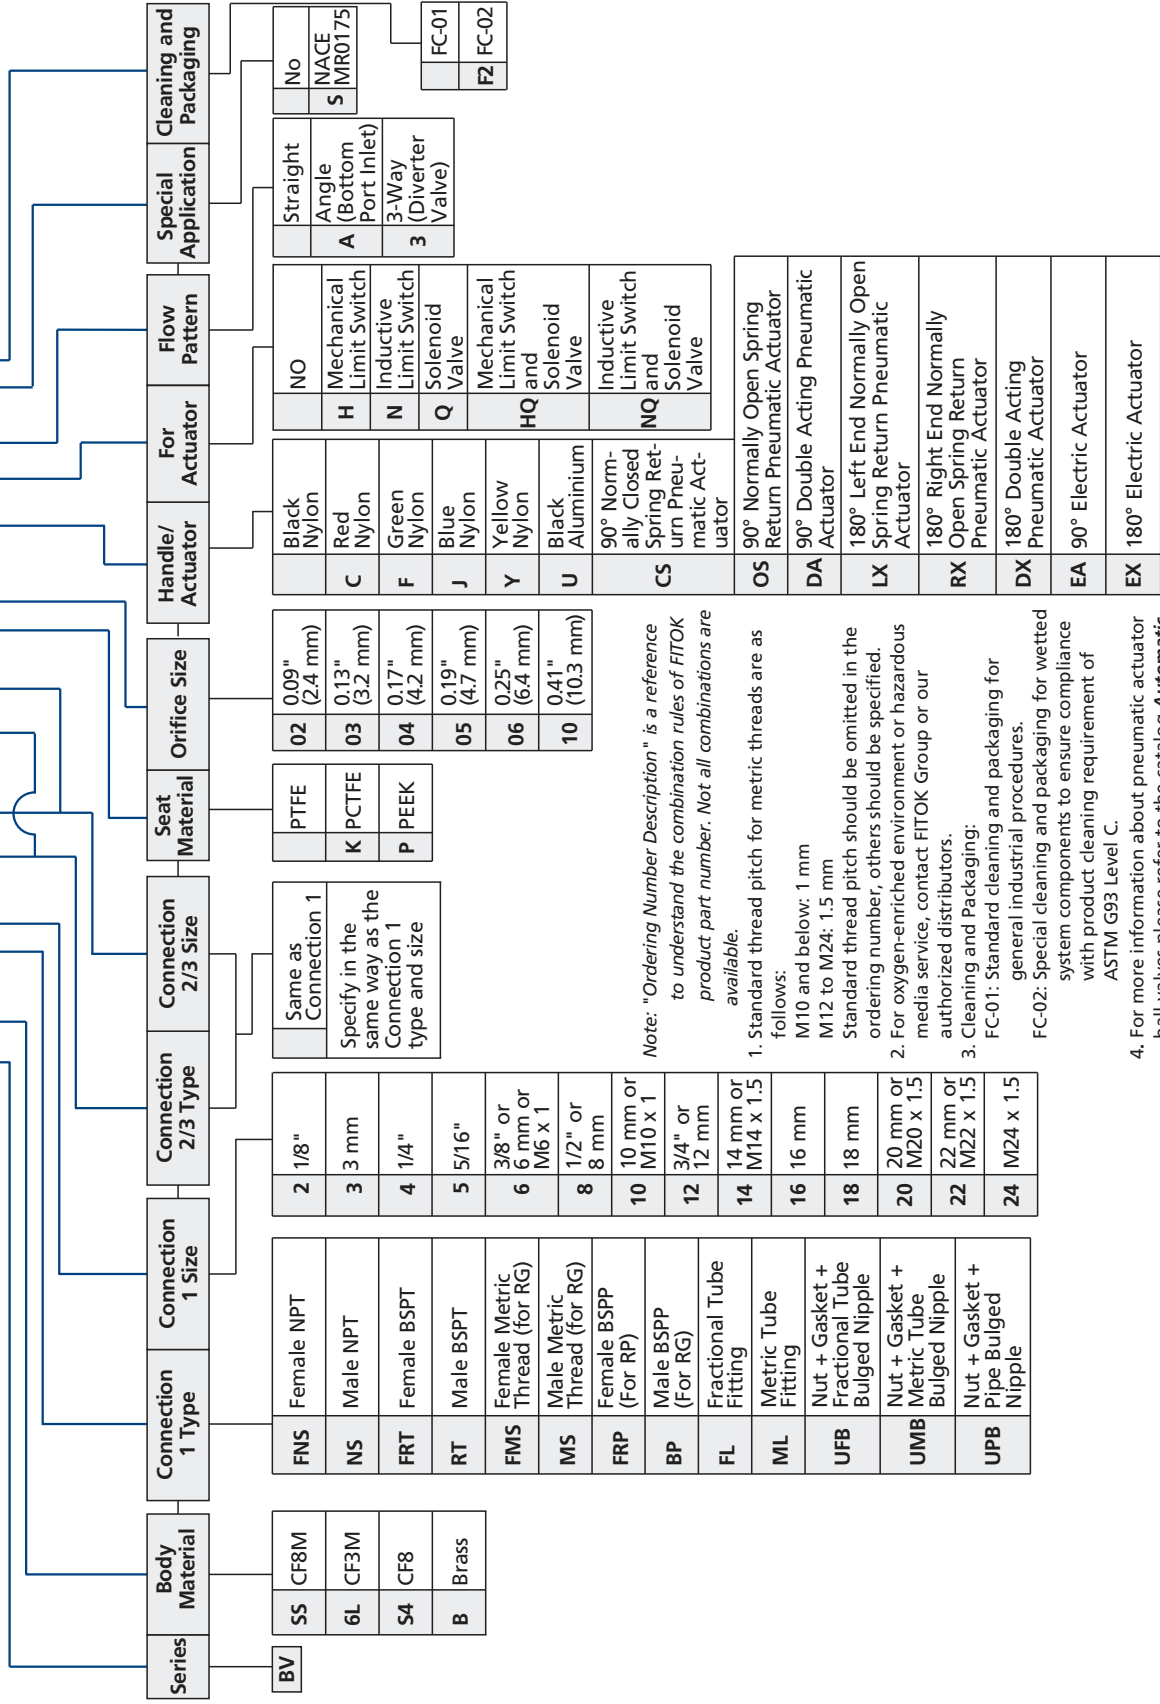 Series
Body
Material
Connection
1 Type
Connection
1 Size
Connection
2/3 Type
Connection
2/3 Size
Seat
Material
Orifice Size
Handle/
Actuator
For
Actuator
Flow
Pattern
Special
Application
Cleaning and
Packaging
BV
SS CF8M
6L CF3M
S4 CF8
B Brass
FNS Female NPT
NS Male NPT
FRT Female BSPT
RT Male BSPT
FMS Female Metric
Thread (for RG)
MS Male Metric
Thread (for RG)
FRP Female BSPP
(For RP)
BP Male BSPP
(For RG)
FL Fractional Tube
Fitting
ML Metric Tube
Fitting
UFB Nut + Gasket +
Fractional Tube
Bulged Nipple
UMB Nut + Gasket +
Metric Tube
Bulged Nipple
UPB Nut + Gasket +
Pipe Bulged
Nipple
2 1/8"
3 3 mm
4 1/4"
5 5/16"
6 3/8" or
6 mm or
M6 x 1
8 1/2" or
8 mm
10 10 mm or
M10 x 1
12 3/4" or
12 mm
14 14 mm or
M14 x 1.5
16 16 mm
18 18 mm
20 20 mm or
M20 x 1.5
22 22 mm or
M22 x 1.5
24 M24 x 1.5
Same as
Connection 1
Specify in the
same way as the
Connection 1
type and size
PTFE
K PCTFE
P PEEK
02 0.09"
(2.4 mm)
03 0.13"
(3.2 mm)
04 0.17"
(4.2 mm)
05 0.19"
(4.7 mm)
06 0.25"
(6.4 mm)
10 0.41"
(10.3 mm)
Black
Nylon
C Red
Nylon
F Green
Nylon
J Blue
Nylon
Y Yellow
Nylon
U Black
Aluminium
CS 90° Norm-
ally Closed
Spring Ret-
urn Pneu-
matic Act-
uator
OS 90° Normally Open Spring
Return Pneumatic Actuator
DA 90° Double Acting Pneumatic
Actuator
LX 180° Left End Normally Open
Spring Return Pneumatic
Actuator
RX 180° Right End Normally
Open Spring Return
Pneumatic Actuator
DX 180° Double Acting
Pneumatic Actuator
EA 90° Electric Actuator
EX 180° Electric Actuator
NO
H Mechanical
Limit Switch
N Inductive
Limit Switch
Q Solenoid
Valve
HQ Mechanical
Limit Switch
and
Solenoid
Valve
NQ Inductive
Limit Switch
and
Solenoid
Valve
Straight
A Angle
(Bottom
Port Inlet)
3 3-Way
(Diverter
Valve)
No
S NACE
MR0175
FC-01
F2 FC-02
Note: "Ordering Number Description" is a reference
to understand the combination rules of FITOK
product part number. Not all combinations are
available.
1. Standard thread pitch for metric threads are as
follows:
M10 and below: 1 mm
M12 to M24: 1.5 mm
Standard thread pitch should be omitted in the
ordering number, others should be specified.
2. For oxygen-enriched environment or hazardous
media service, contact FITOK Group or our
authorized distributors.
3. Cleaning and Packaging:
FC-01: Standard cleaning and packaging for
general industrial procedures.
FC-02: Special cleaning and packaging for wetted
system components to ensure compliance
with product cleaning requirement of
ASTM G93 Level C.
4. For more information about pneumatic actuator
ball valves please refer to the catalog Automatic